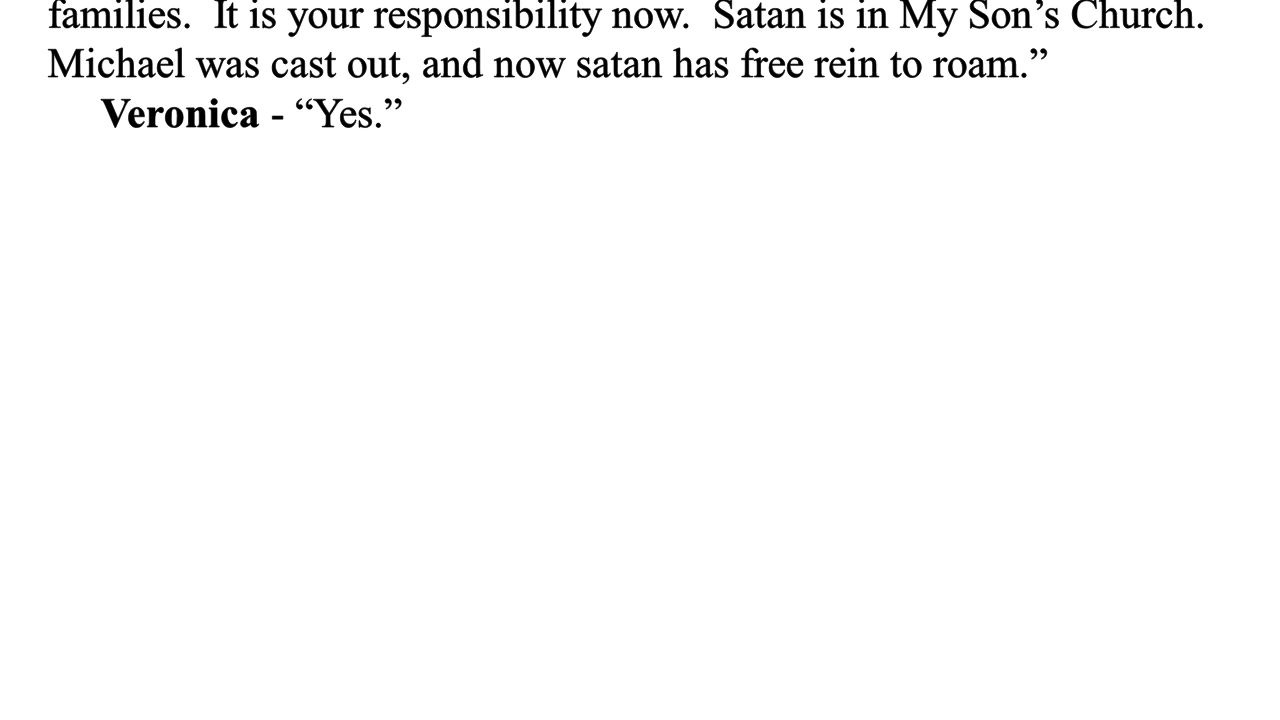 families.  It is your responsibility now.  Satan is in My Son’s Church.
Michael was cast out, and now satan has free rein to roam.”
Veronica - “Yes.”